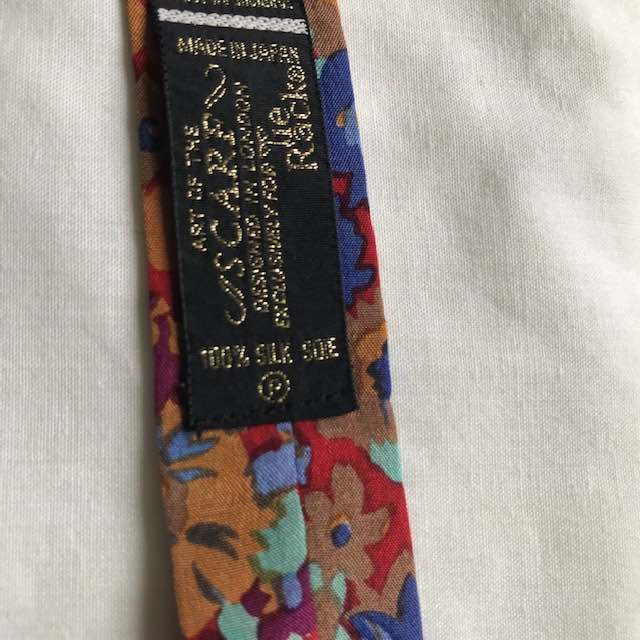 MADE IN JAPAN
ART OF THE
SCARF
DESIGNED IN LONDON
EXCLUSIVELY FOR
Tie
Rack®
100% SILK SOIE
P